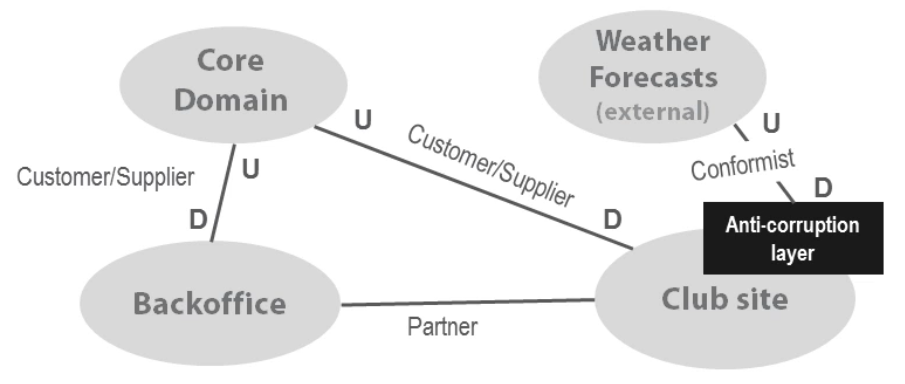 Core
Domain
Weather
Forecasts
(external)
U
Customer/Supplier
U
Conformist
D
Customer/Supplier
U
D
D
Anti-corruption
layer
Backoffice
Club site
Partner